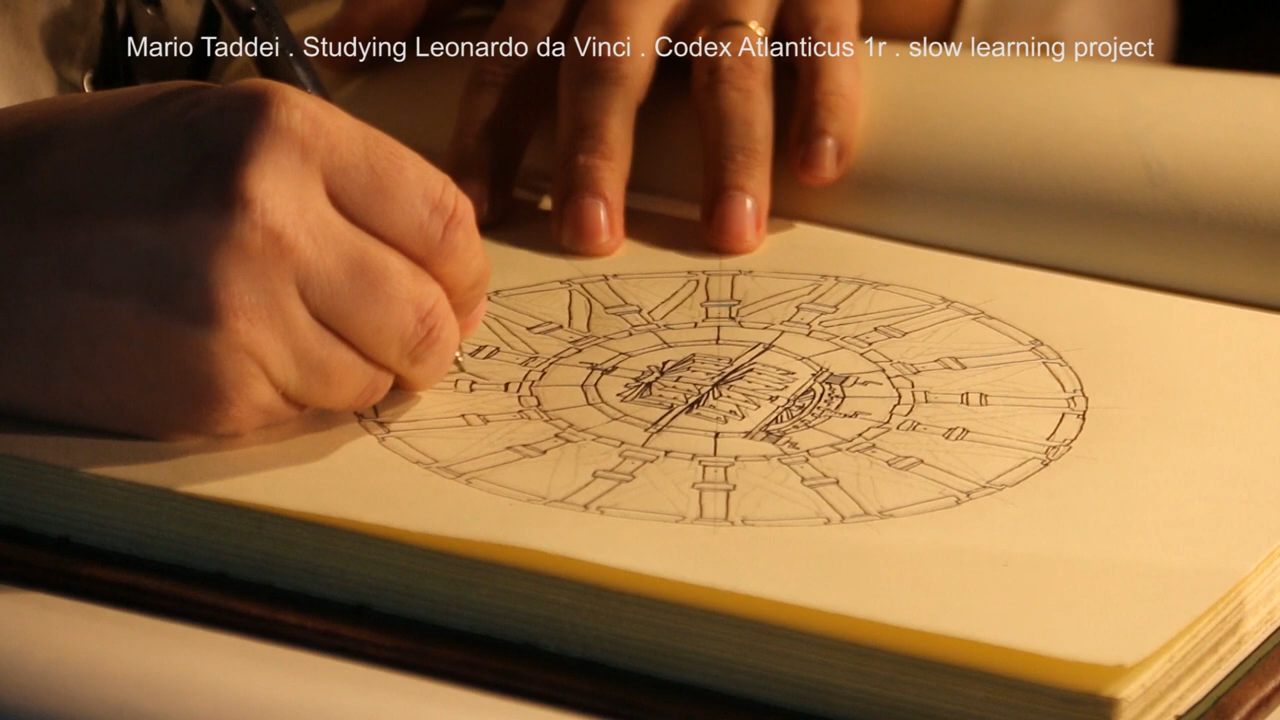 Mario Taddei . Studying Leonardo da Vinci . Codex Atlanticus 1r . slow learning project